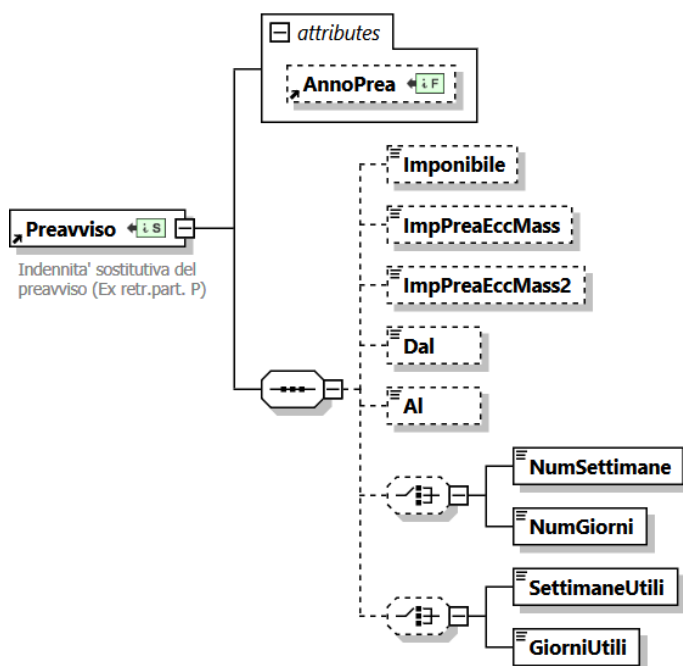 attributes
AnnoPrea
i F
Imponibile
Preavviso
i S
ImpPreaEccMass
Indennita' sostitutiva del
preavviso (Ex retr.part. P)
ImpPreaEccMass2
Dal
Al
NumSettimane
NumGiorni
SettimaneUtili
GiorniUtili